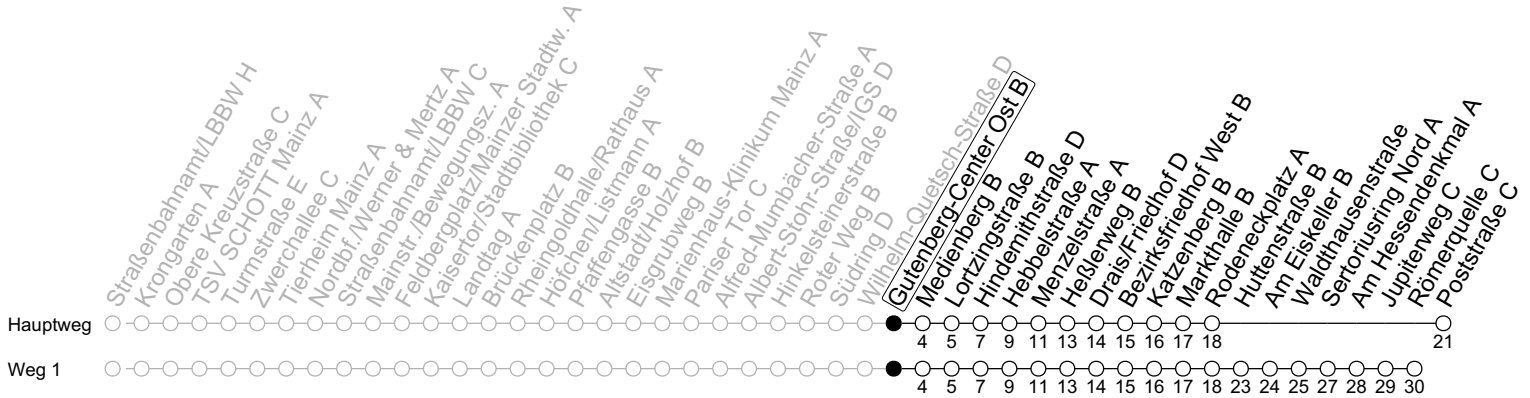 Straßenbahnamt/LBBW H
Krongarten A
Obere Kreuzstraße C
TSV SCHOTT Mainz A
Turmstraße E
Zwerchallee C
Tierheim Mainz A
Nordbf./Werner & Mertz A
Straßenbahnamt/LBBW C
Mainstr./Bewegungsz. A
Feldbergplatz/Mainzer Stadtw. A
Kaisertor/Stadtbibliothek C
Landtag A
Brückenplatz B
Rheingoldhalle/Rathaus A
Höfchen/Listmann A
Pfaffengasse B
Altstadt/Holzhof B
Eisgrubweg B
Marienhaus-Klinikum Mainz A
Pariser Tor C
Alfred-Mumbächer-Straße A
Albert-Stohr-Straße/IGS D
Hinkelsteinerstraße B
Roter Weg B
Südring D
Wilhelm-Quetsch-Straße D
Gutenberg-Center Ost B
Medienberg B
Lortzingstraße B
Hindemithstraße D
Hebbelstraße A
Menzelstraße A
Heßlerweg B
Drais/Friedhof D
Bezirksfriedhof West B
Katzenberg B
Markthalle B
Rodeneckplatz A
Huttenstraße B
Am Eiskeller B
Waldthausenstraße
Sertoriusring Nord A
Am Hessendenkmal A
Jupiterweg C
Römerquelle C
Poststraße C
Hauptweg
4 5 7 9 11 13 14 15 16 17 18 21
Weg 1
4 5 7 9 11 13 14 15 16 17 18 23 24 25 27 28 29 30